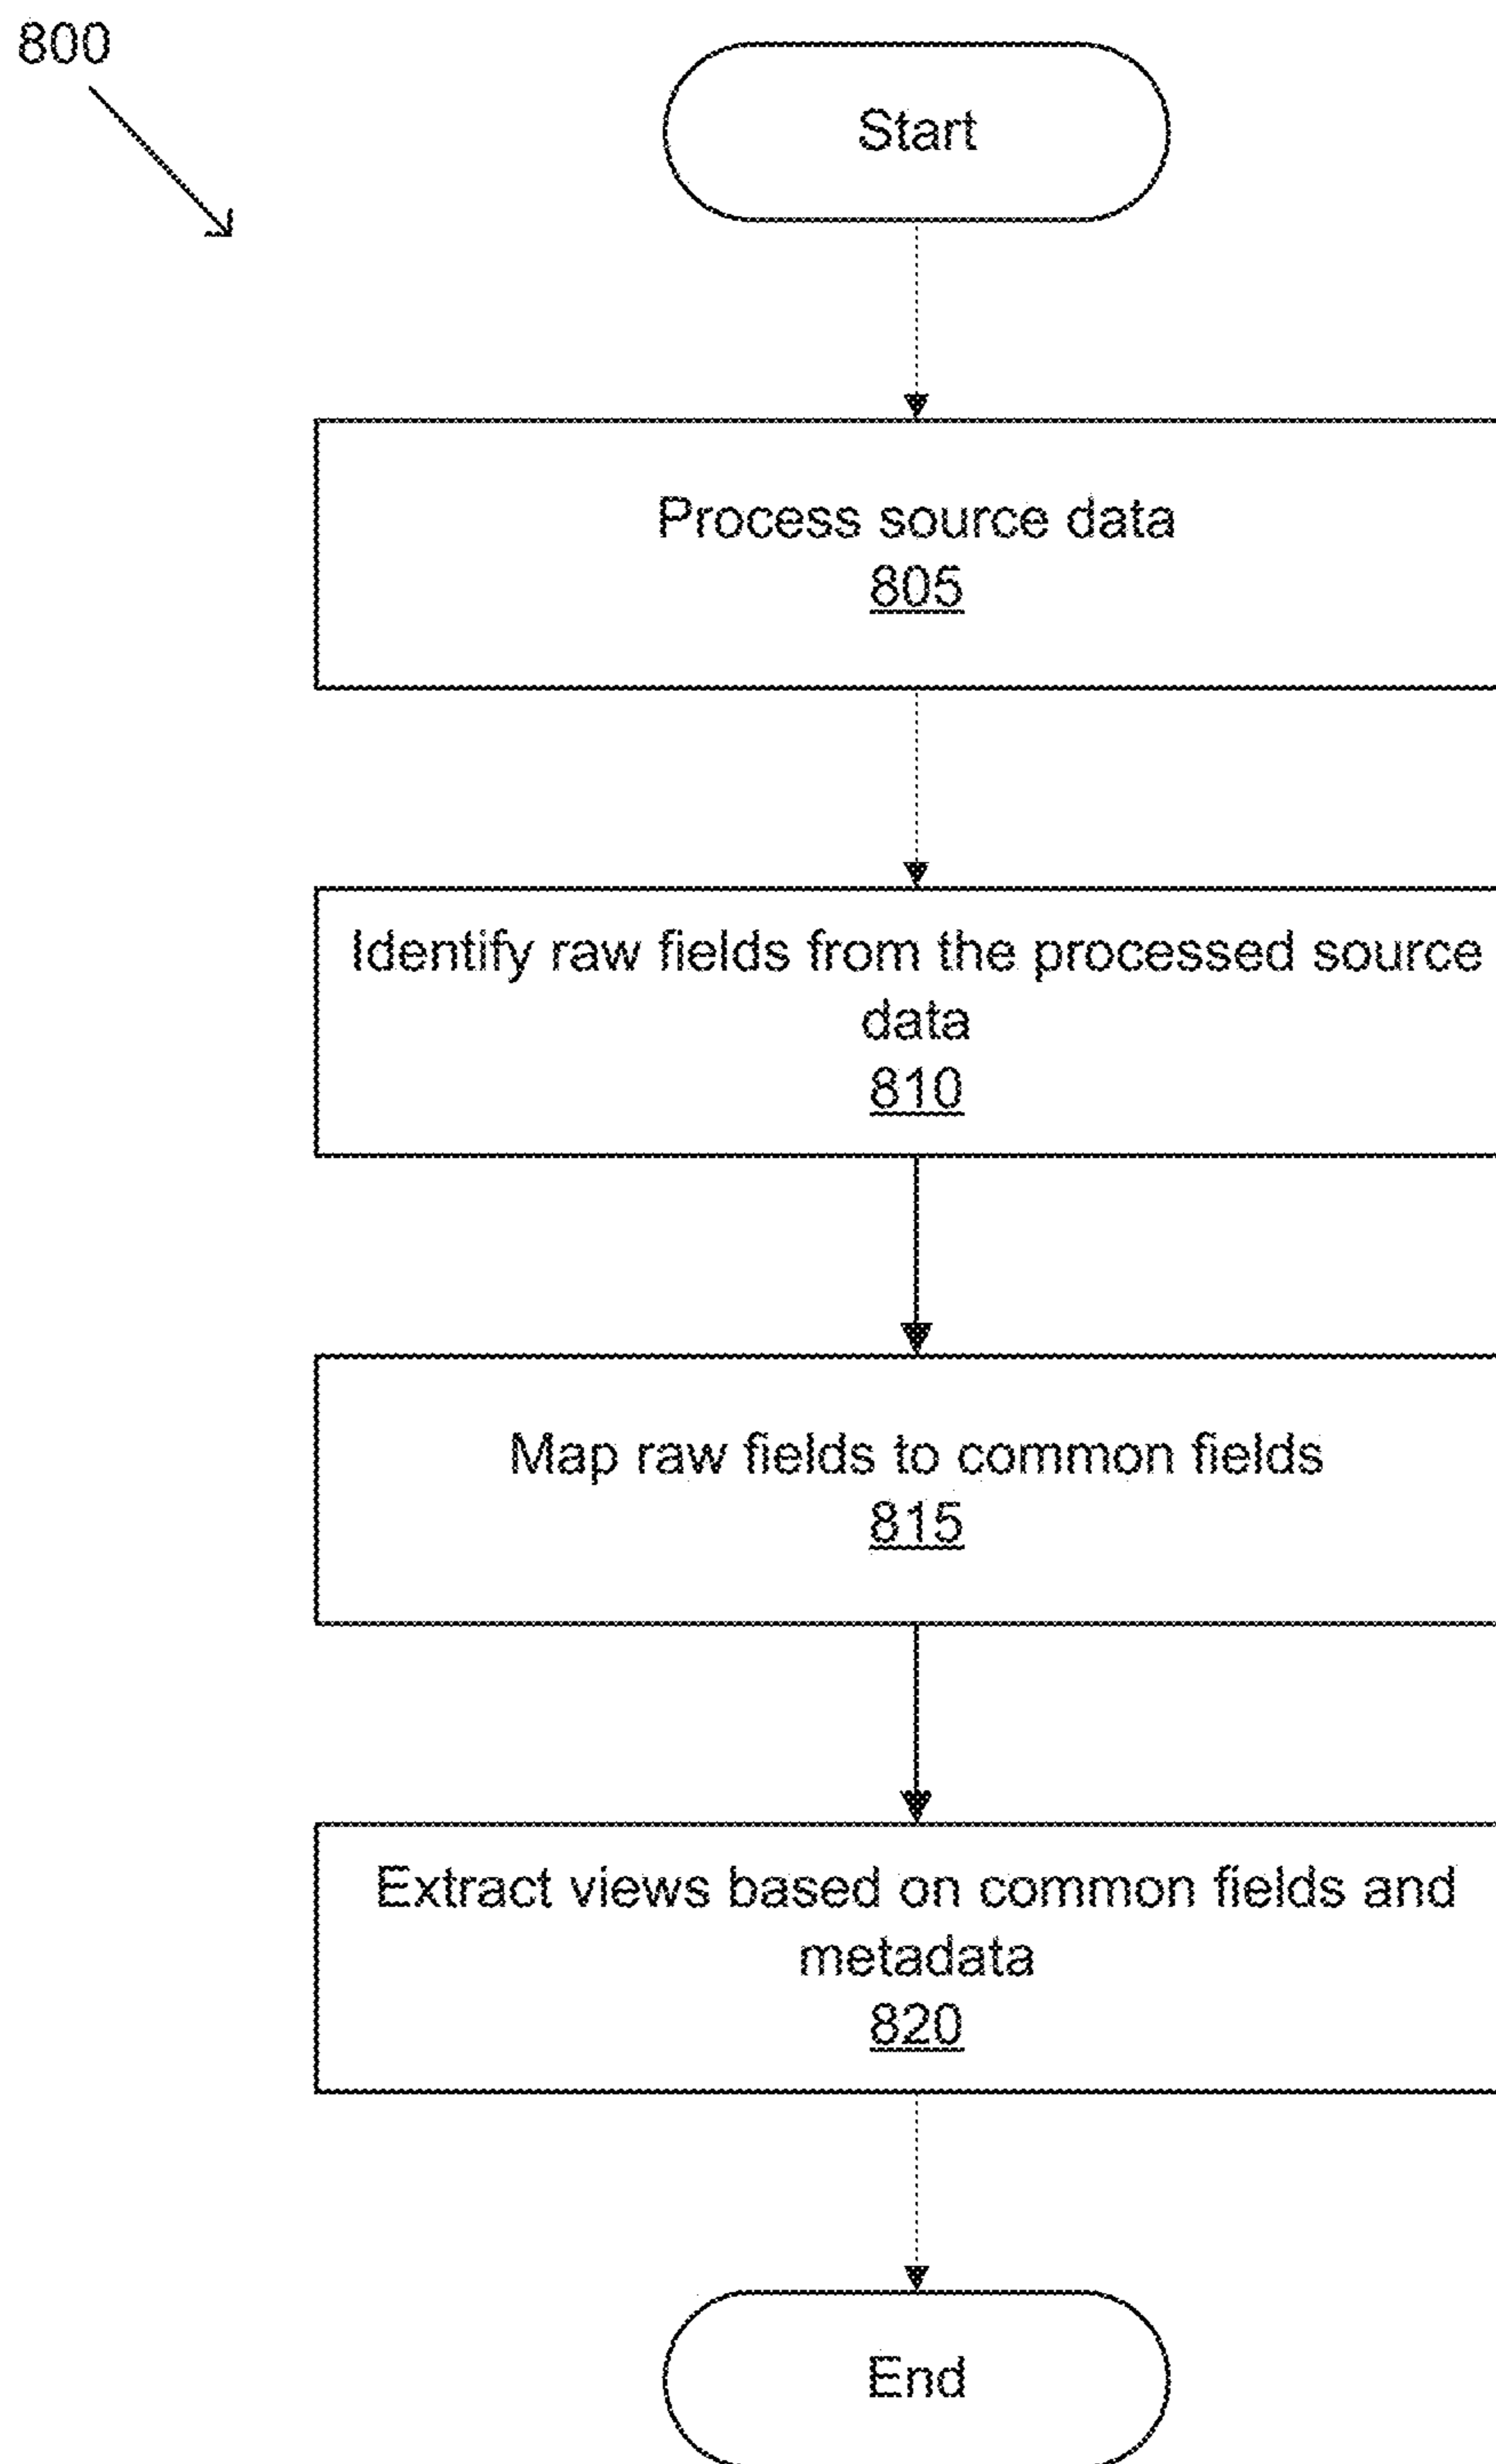 800
Start
Process source data
805
Identify raw fields from the processed source
data
810
Map raw fields to common fields
815
Extract views based on common fields and
metadata
820
End